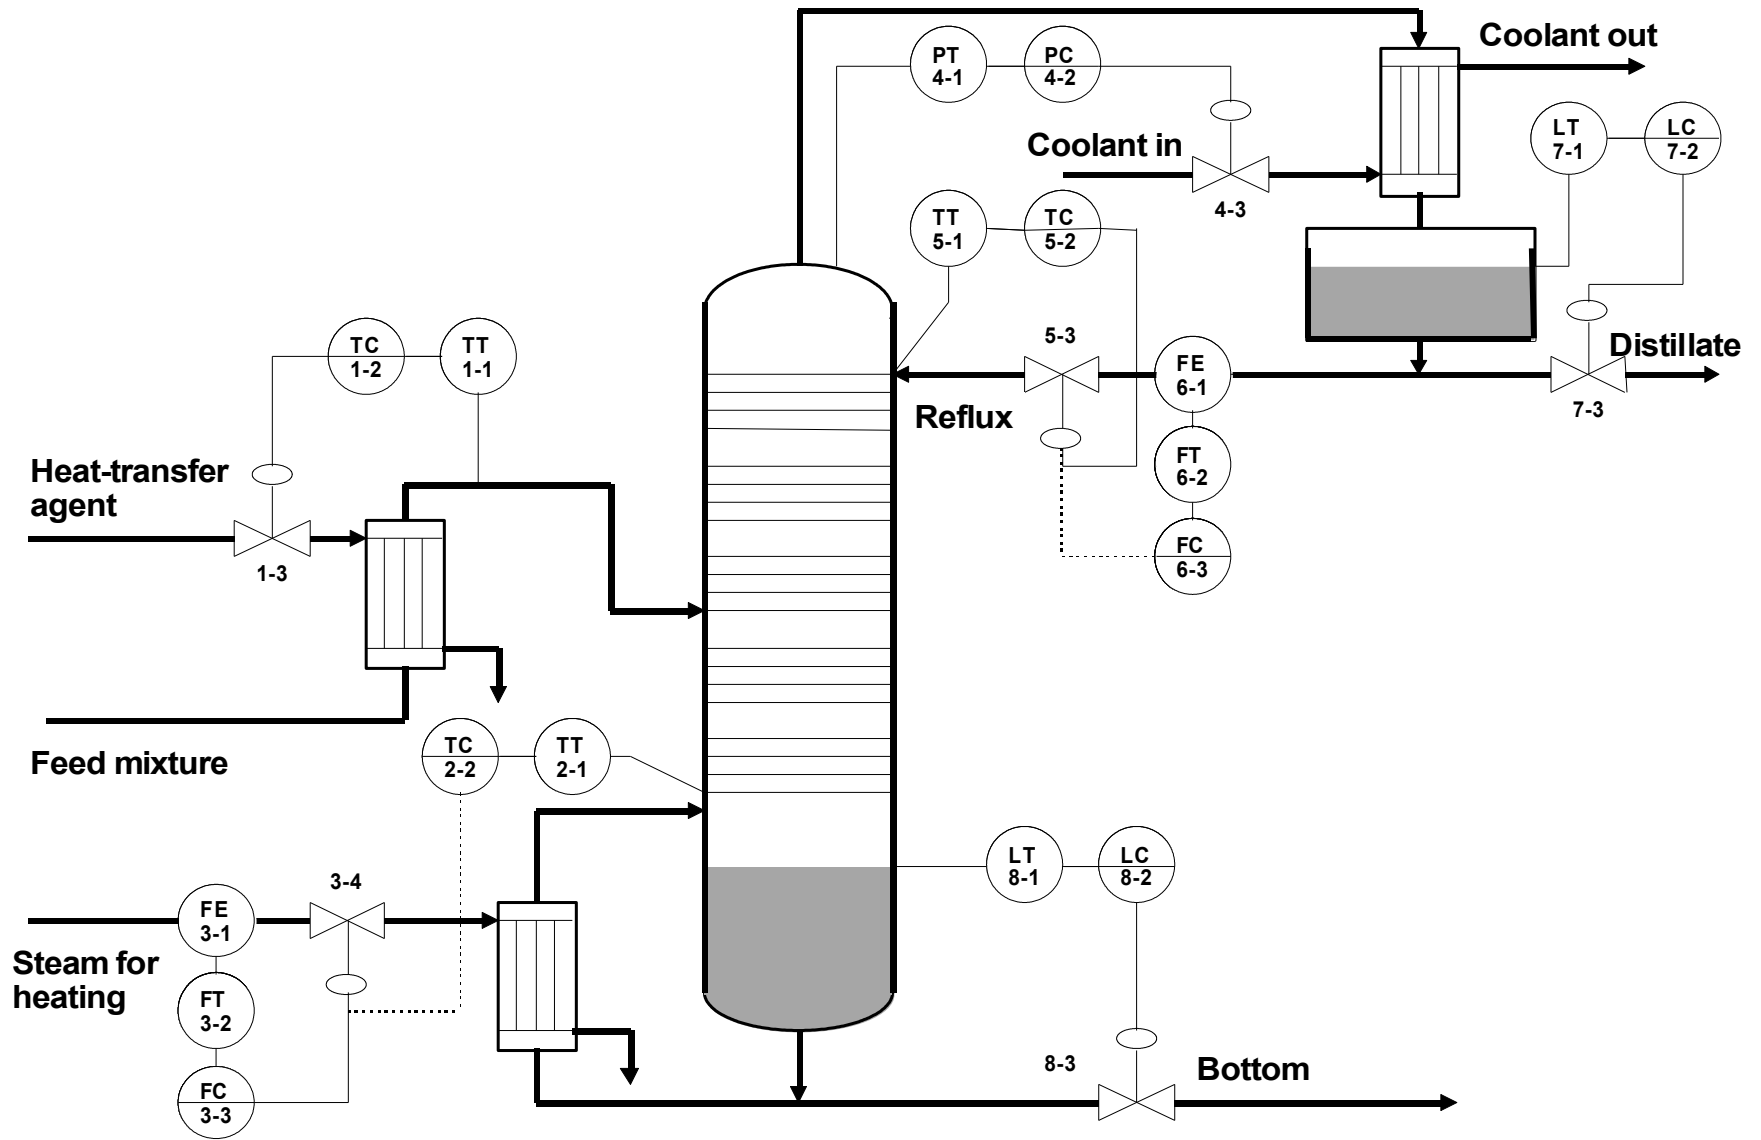 Coolant out
PT
4-1
PC
4-2
LT
7-1
LC
7-2
Coolant in
4-3
TT
5-1
TC
5-2
TC
1-2
TT
1-1
5-3
FE
6-1
Distillate
7-3
Reflux
FT
6-2
Heat-transfer
agent
1-3
FC
6-3
Feed mixture
TC
2-2
TT
2-1
LT
8-1
LC
8-2
3-4
FE
3-1
Steam for
heating
FT
3-2
8-3
Bottom
FC
3-3